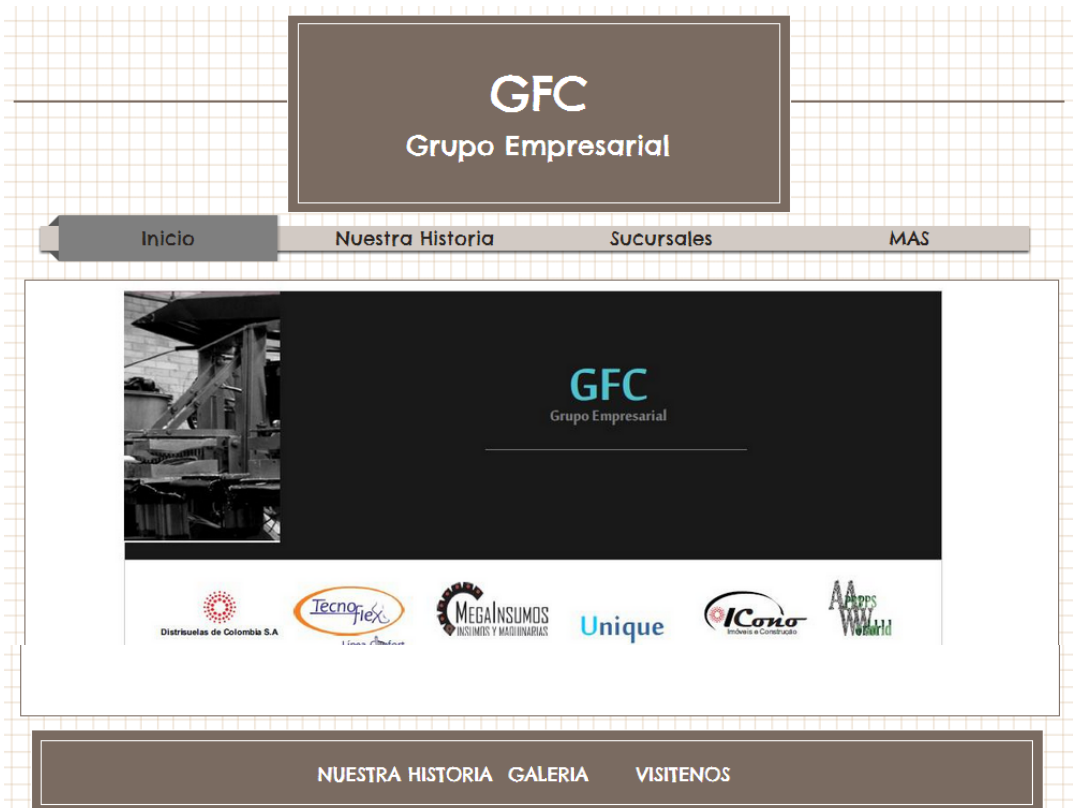 GFC
Grupo Empresarial
Inicio Nuestra Historia Sucursales MAS
GFC
Grupo Empresarial
Distrisuelas de Colombia S.A
Tecnoflex
MegaInsumos
INSUMOS Y MAQUINARIAS
Unique
ICono
Imóveis e Construção
NUESTRA HISTORIA GALERIA VISITENOS